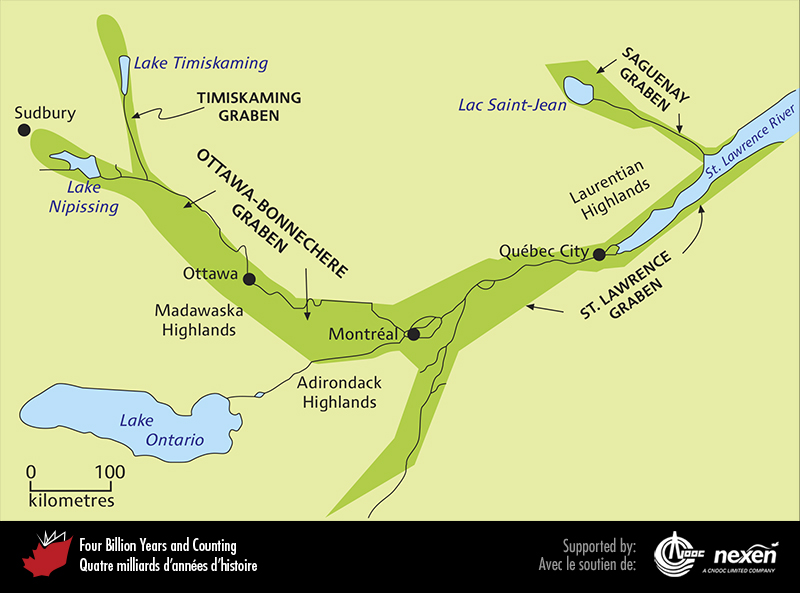 Lake Timiskaming
TIMISKAMING
GRABEN
Sudbury
Lake
Nipissing
OTTAWA-BONNECHERE
GRABEN
Ottawa
Madawaska
Highlands
Montréal
Adirondack
Highlands
Lake
Ontario
SAGUENAY
GRABEN
Lac Saint-Jean
St. Lawrence River
Laurentian
Highlands
Québec City
ST. LAWRENCE
GRABEN
0 100
kilometres
Four Billion Years and Counting
Quatre milliards d'années d'histoire
Supported by:
Avec le soutien de:
CNOOC
nexen
A CNOOC LIMITED COMPANY